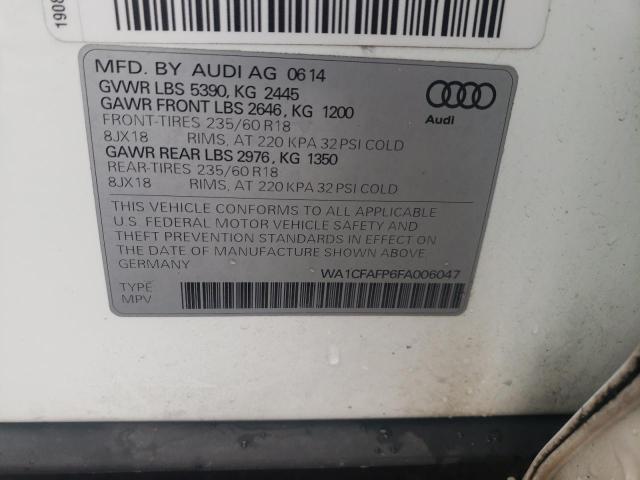 1908
MFD. BY AUDI AG 0614
GVWR LBS 5390, KG 2445
GAWR FRONT LBS 2646, KG 1200
FRONT-TIRES 235/60 R18
8JX18 RIMS, AT 220 KPA 32 PSI COLD
GAWR REAR LBS 2976, KG 1350
REAR-TIRES 235/60 R18
8JX18 RIMS, AT 220 KPA 32 PSI COLD
Audi
THIS VEHICLE CONFORMS TO ALL APPLICABLE
U.S. FEDERAL MOTOR VEHICLE SAFETY AND
THEFT PREVENTION STANDARDS IN EFFECT ON
THE DATE OF MANUFACTURE SHOWN ABOVE.
GERMANY
WA1CFAFP6FA006047
TYPE
MPV